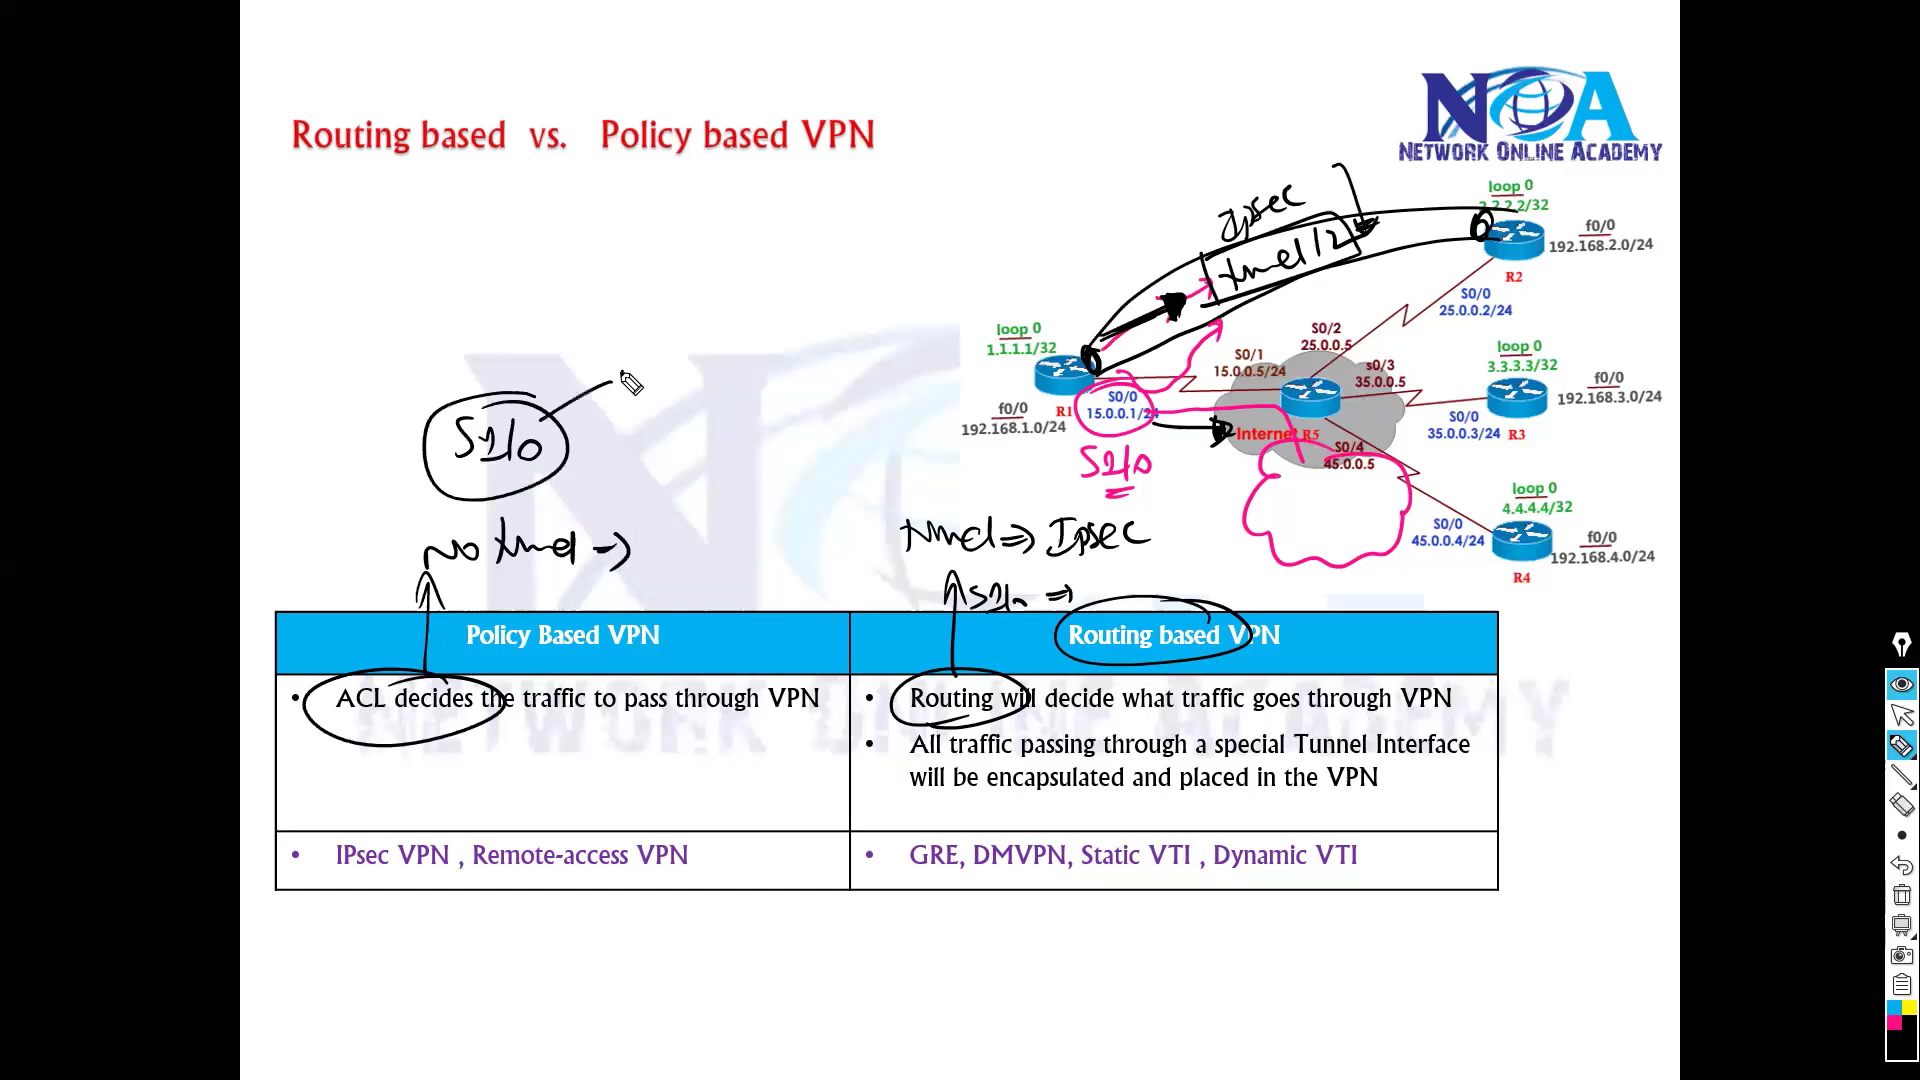 NOA
NETWORK ONLINE ACADEMY
Routing based vs. Policy based VPN
loop 0
2.2.2.2/32
f0/0
192.168.2.0/24
R2
S0/0
25.0.0.2/24
Ipsec
tunel12
loop 0
1.1.1.1/32
S0/2
25.0.0.5
S0/1
15.0.0.5/24
s0/3
35.0.0.5
loop 0
3.3.3.3/32
f0/0
192.168.3.0/24
S0/0
15.0.0.1/24
R1
f0/0
192.168.1.0/24
Internet R5
S0/0
35.0.0.3/24
R3
S0/4
45.0.0.5
S1/0
S1/0
loop 0
4.4.4.4/32
S0/0
45.0.0.4/24
f0/0
192.168.4.0/24
R4
No tunel =>
tunel => Ipsec
Policy Based VPN
Routing based VPN
• ACL decides the traffic to pass through VPN
• Routing will decide what traffic goes through VPN
• All traffic passing through a special Tunnel Interface
will be encapsulated and placed in the VPN
• IPsec VPN , Remote-access VPN
• GRE, DMVPN, Static VTI , Dynamic VTI
NETWORK ONLINE ACADEMY